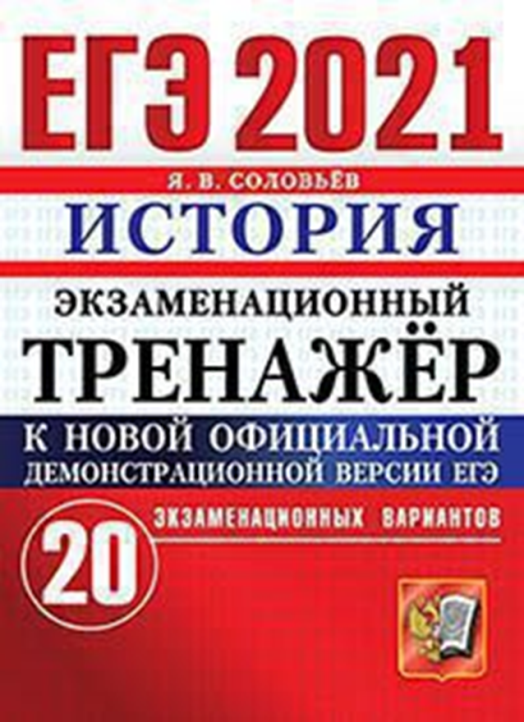 ЕГЭ 2021
Я. В. СОЛОВЬЁВ
ИСТОРИЯ
ЭКЗАМЕНАЦИОННЫЙ
ТРЕНАЖЁР
К НОВОЙ ОФИЦИАЛЬНОЙ
ДЕМОНСТРАЦИОННОЙ ВЕРСИИ ЕГЭ
20 ЭКЗАМЕНАЦИОННЫХ ВАРИАНТОВ